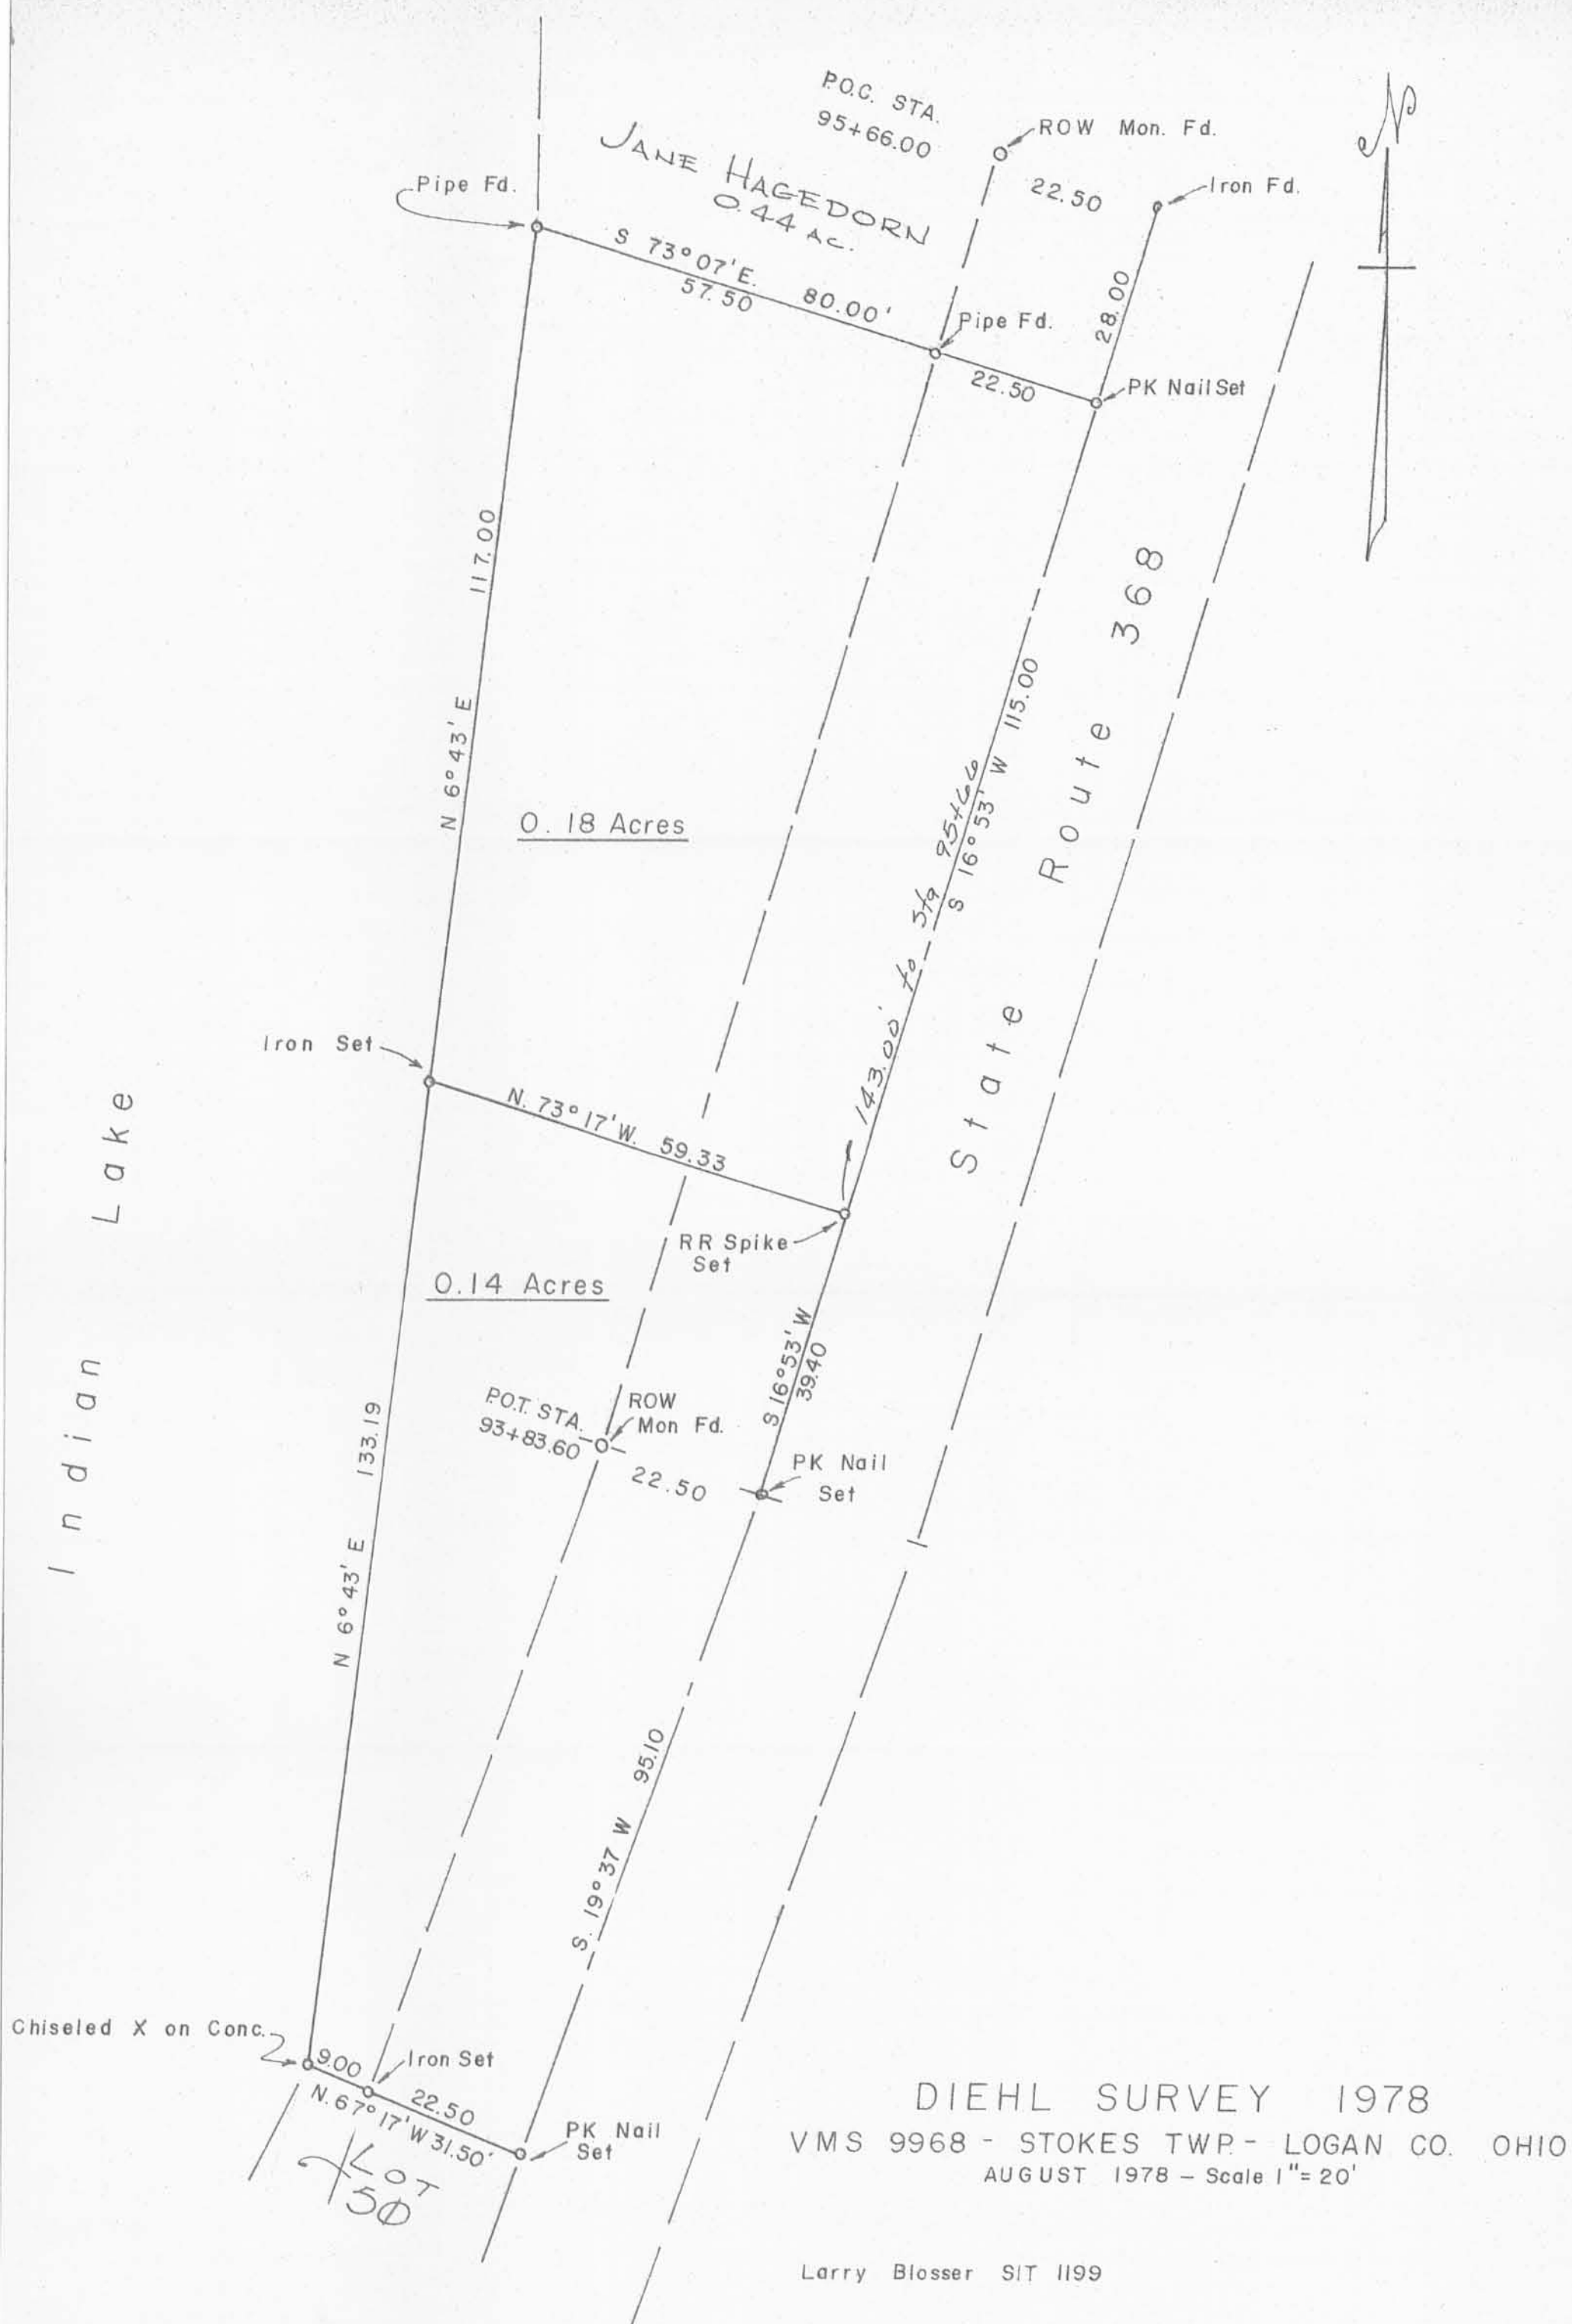 P.O.C. STA.
95+66.00
ROW Mon. Fd.
N
JANE HAGEDORN
0.44 AC.
Pipe Fd.
22.50
Iron Fd.
S 73°07'E.
57.50
80.00'
28.00
Pipe Fd.
22.50
PK Nail Set
117.00
N 6°43' E
State Route 368
S 16°53' W 115.00
143.00' to Sta 95+66
0.18 Acres
Iron Set
N. 73°17' W. 59.33
RR Spike
Set
Indian Lake
0.14 Acres
S 16°53' W
39.40
P.O.T. STA.
93+83.60
ROW
Mon Fd.
22.50
PK Nail
Set
133.19
N 6°43' E
S. 19°37 W 95.10
Chiseled X on Conc.
9.00
Iron Set
22.50
N. 67°17' W 31.50'
PK Nail
Set
LOT
50
DIEHL SURVEY 1978
VMS 9968 - STOKES TWP. - LOGAN CO. OHIO
AUGUST 1978 - Scale 1" = 20'
Larry Blosser SIT 1199